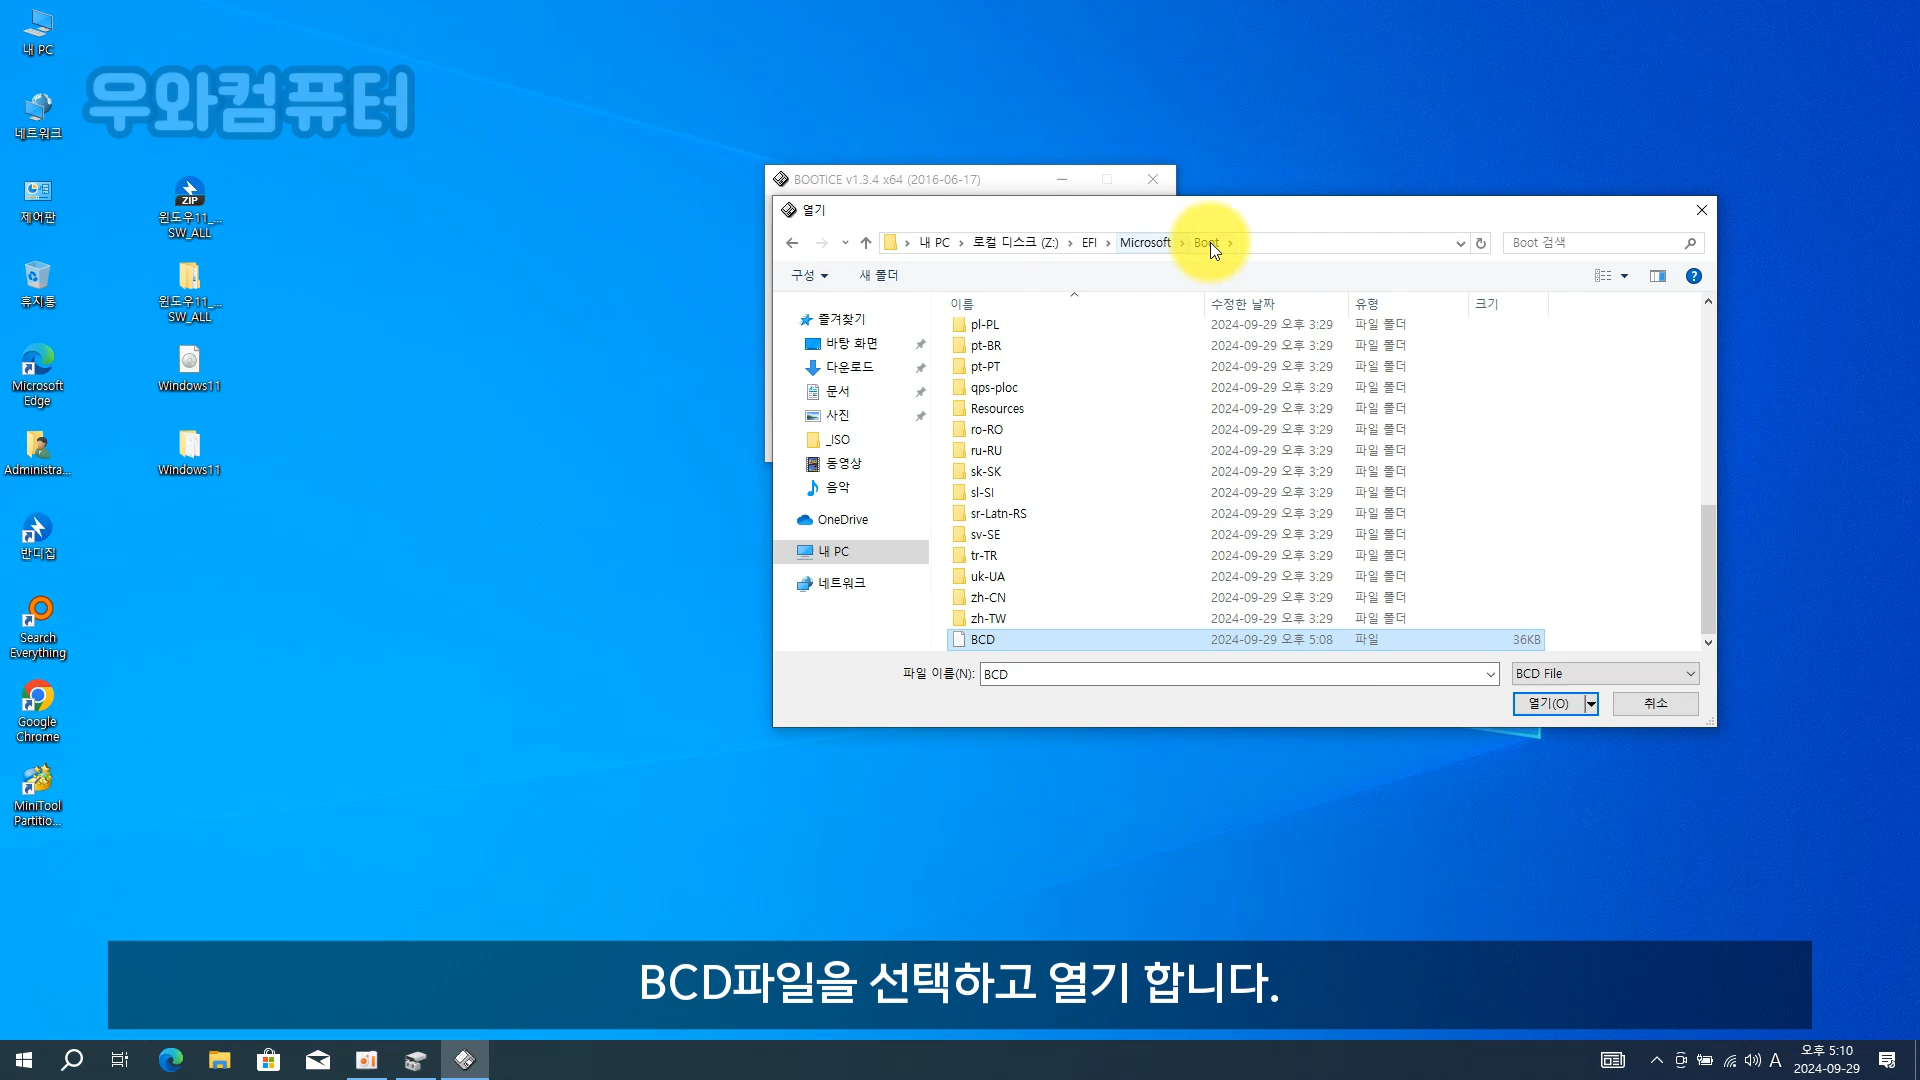 내 PC
우와컴퓨터
네트워크
제어판
윈도우11_...
SW_ALL
휴지통
윈도우11_...
SW_ALL
Microsoft
Edge
Windows11
Administra...
Windows11
반디집
Search
Everything
Google
Chrome
MiniTool
Partitio...
ZIP
BOOTICE v1.3.4 x64 (2016-06-17)
열기
내 PC › 로컬 디스크 (Z:) › EFI › Microsoft › Boot ›
Boot 검색
구성
새 폴더
이름 수정한 날짜 유형 크기
즐겨찾기
바탕 화면
다운로드
문서
사진
_ISO
동영상
음악
OneDrive
내 PC
네트워크
pl-PL 2024-09-29 오후 3:29 파일 폴더
pt-BR 2024-09-29 오후 3:29 파일 폴더
pt-PT 2024-09-29 오후 3:29 파일 폴더
qps-ploc 2024-09-29 오후 3:29 파일 폴더
Resources 2024-09-29 오후 3:29 파일 폴더
ro-RO 2024-09-29 오후 3:29 파일 폴더
ru-RU 2024-09-29 오후 3:29 파일 폴더
sk-SK 2024-09-29 오후 3:29 파일 폴더
sl-SI 2024-09-29 오후 3:29 파일 폴더
sr-Latn-RS 2024-09-29 오후 3:29 파일 폴더
sv-SE 2024-09-29 오후 3:29 파일 폴더
tr-TR 2024-09-29 오후 3:29 파일 폴더
uk-UA 2024-09-29 오후 3:29 파일 폴더
zh-CN 2024-09-29 오후 3:29 파일 폴더
zh-TW 2024-09-29 오후 3:29 파일 폴더
BCD 2024-09-29 오후 5:08 파일 36KB
파일 이름(N): BCD
BCD File
열기(O)
취소
BCD파일을 선택하고 열기 합니다.
A
오후 5:10
2024-09-29